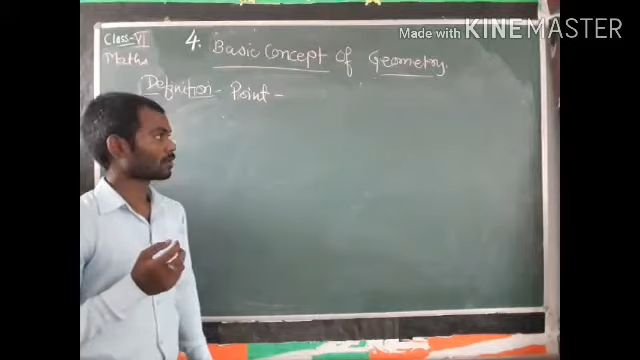 Made with KINEMASTER
Class-VI
Maths
4. Basic Concept of Geometry.
Definition - Point -